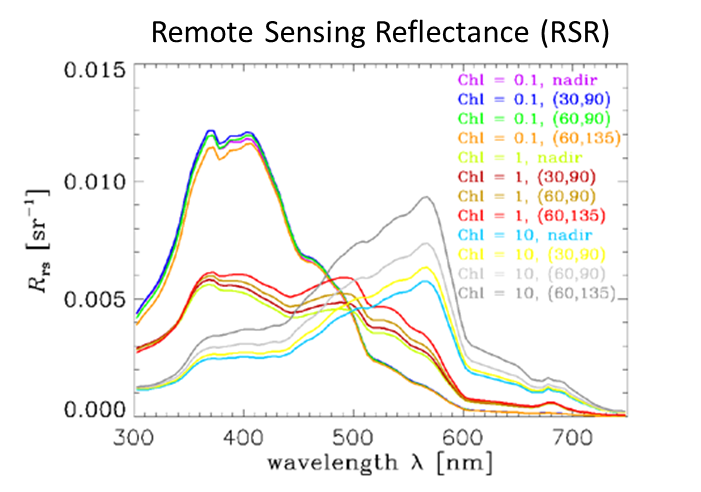 Remote Sensing Reflectance (RSR)
0.015
Chl = 0.1, nadir
Chl = 0.1, (30,90)
Chl = 0.1, (60,90)
Chl = 0.1, (60,135)
Chl = 1, nadir
Chl = 1, (30,90)
Chl = 1, (60,90)
Chl = 1, (60,135)
Chl = 10, nadir
Chl = 10, (30,90)
Chl = 10, (60,90)
Chl = 10, (60,135)
0.010
Rrs [sr⁻¹]
0.005
0.000
300 400 500 600 700
wavelength λ [nm]